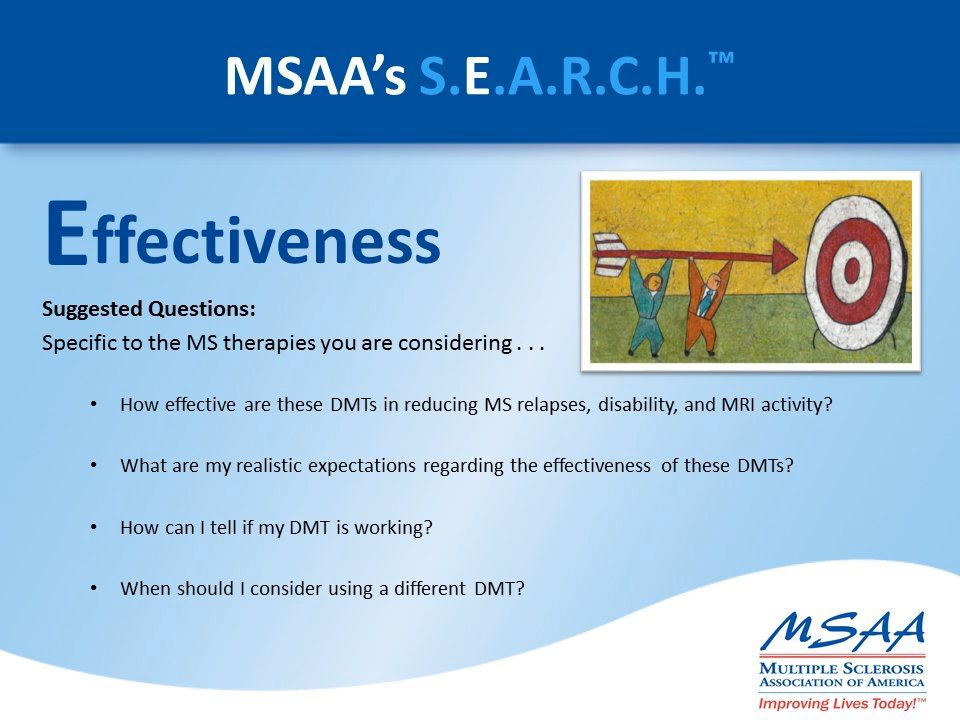 MSAA’s S.E.A.R.C.H.™
Effectiveness
Suggested Questions:
Specific to the MS therapies you are considering . . .
• How effective are these DMTs in reducing MS relapses, disability, and MRI activity?
• What are my realistic expectations regarding the effectiveness of these DMTs?
• How can I tell if my DMT is working?
• When should I consider using a different DMT?
MSAA
MULTIPLE SCLEROSIS
ASSOCIATION OF AMERICA
Improving Lives Today!™